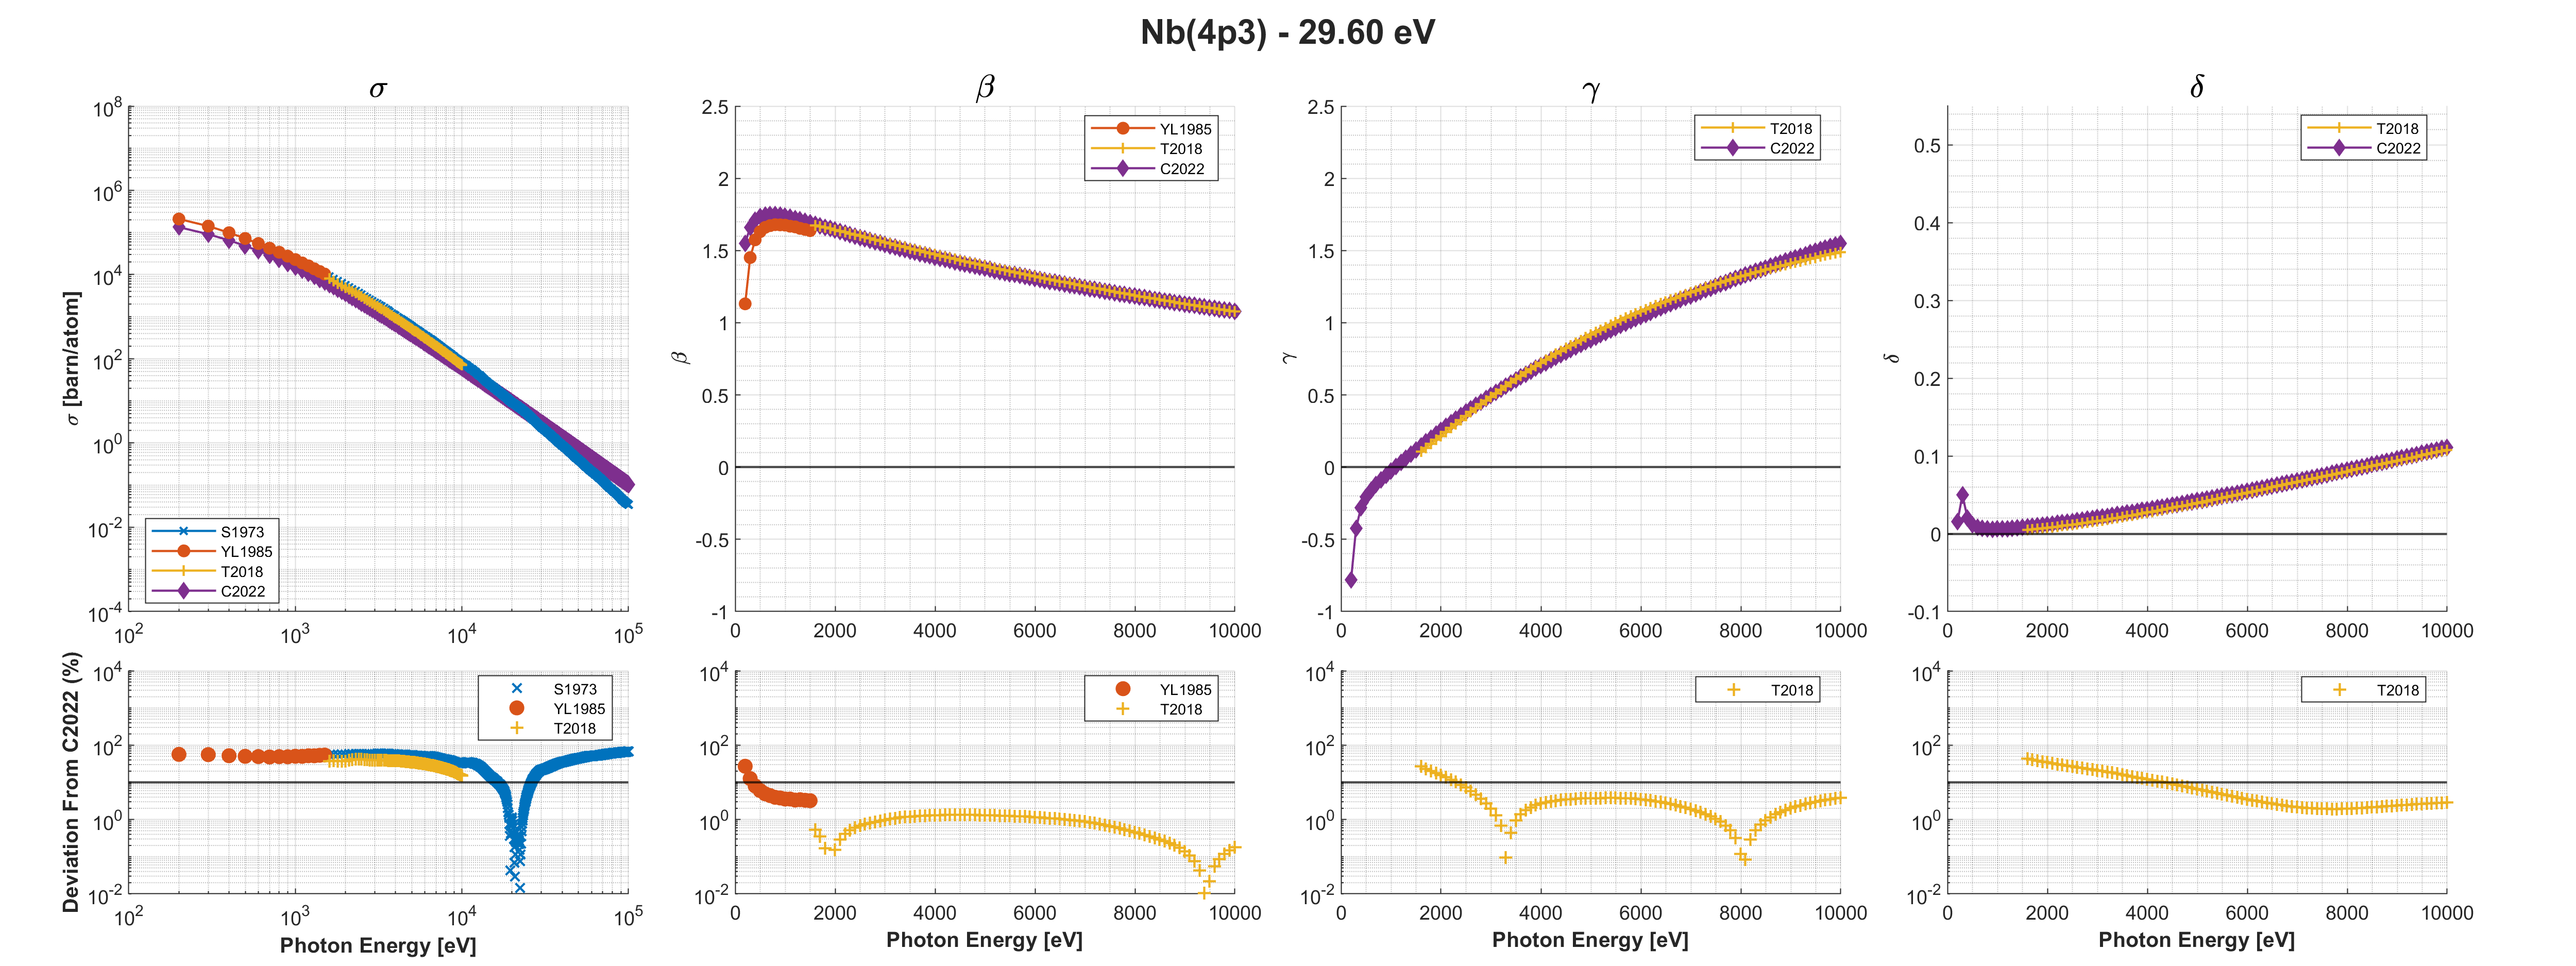 Nb(4p3) - 29.60 eV
σ
σ [barn/atom]
10^8
10^6
10^4
10^2
10^0
10^-2
10^-4
10^2
10^3
10^4
10^5
S1973
YL1985
T2018
C2022
β
β
2.5
2
1.5
1
0.5
0
-0.5
-1
0
2000
4000
6000
8000
10000
YL1985
T2018
C2022
γ
γ
2.5
2
1.5
1
0.5
0
-0.5
-1
0
2000
4000
6000
8000
10000
T2018
C2022
δ
δ
0.5
0.4
0.3
0.2
0.1
0
-0.1
0
2000
4000
6000
8000
10000
T2018
C2022
Deviation From C2022 (%)
10^4
10^2
10^0
10^-2
10^2
10^3
10^4
10^5
S1973
YL1985
T2018
Photon Energy [eV]
10^4
10^2
10^0
10^-2
0
2000
4000
6000
8000
10000
YL1985
T2018
Photon Energy [eV]
10^4
10^2
10^0
10^-2
0
2000
4000
6000
8000
10000
T2018
Photon Energy [eV]
10^4
10^2
10^0
10^-2
0
2000
4000
6000
8000
10000
T2018
Photon Energy [eV]